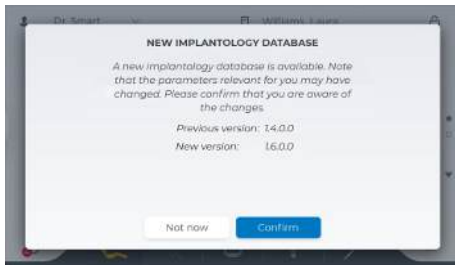 Dr. Smart Williams, Laura
NEW IMPLANTOLOGY DATABASE
A new implantology database is available. Note
that the parameters relevant for you may have
changed. Please confirm that you are aware of
the changes.
Previous version: 1.4.0.0
New version: 1.6.0.0
Not now Confirm